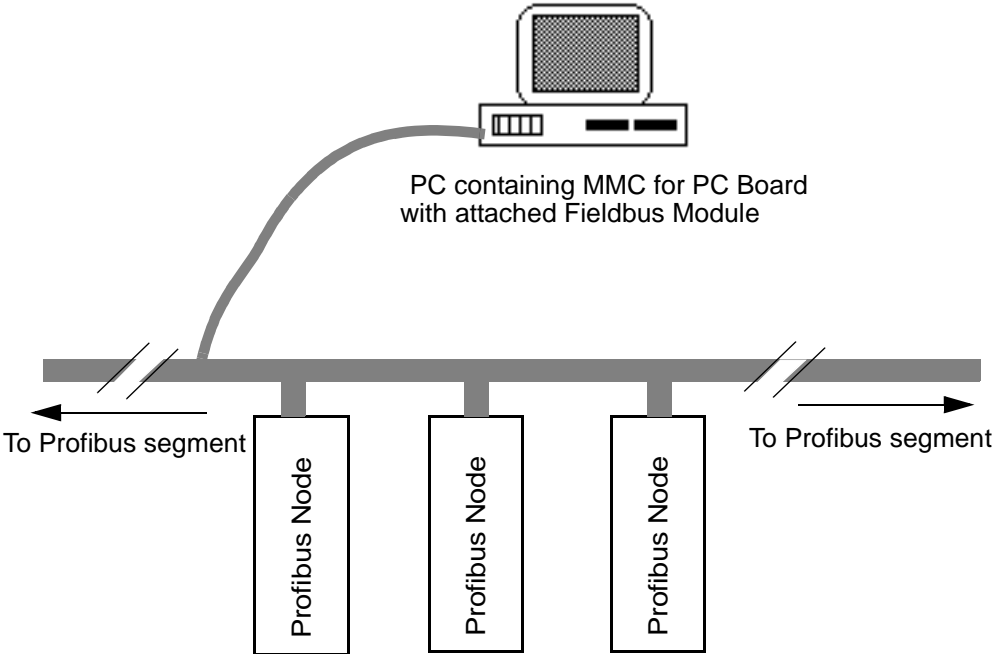 PC containing MMC for PC Board
with attached Fieldbus Module
To Profibus segment
To Profibus segment
Profibus Node
Profibus Node
Profibus Node